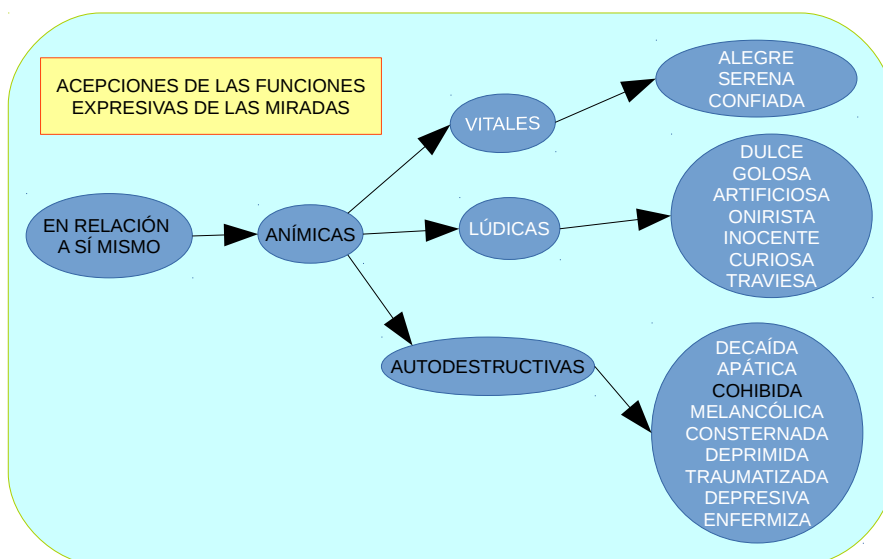 ACEPCIONES DE LAS FUNCIONES
EXPRESIVAS DE LAS MIRADAS
EN RELACIÓN
A SÍ MISMO
ANÍMICAS
VITALES
ALEGRE
SERENA
CONFIADA
LÚDICAS
DULCE
GOLOSA
ARTIFICIOSA
ONIRISTA
INOCENTE
CURIOSA
TRAVIESA
AUTODESTRUCTIVAS
DECAÍDA
APÁTICA
COHIBIDA
MELANCÓLICA
CONSTERNADA
DEPRIMIDA
TRAUMATIZADA
DEPRESIVA
ENFERMIZA